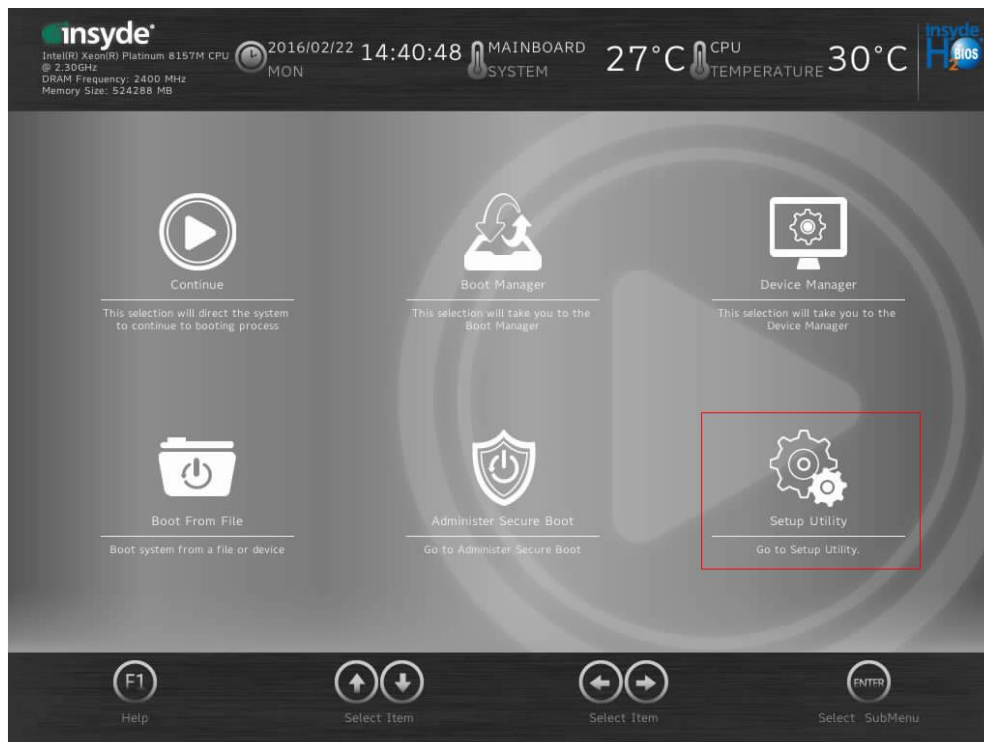 insyde
Intel(R) Xeon(R) Platinum 8157M CPU
@ 2.30GHz
DRAM Frequency: 2400 MHz
Memory Size: 524288 MB
2016/02/22
MON
14:40:48
MAINBOARD
SYSTEM
27°C
CPU
TEMPERATURE
30°C
insyde
H2O
BIOS
Continue
This selection will direct the system
to continue to booting process
Boot Manager
This selection will take you to the
Boot Manager
Device Manager
This selection will take you to the
Device Manager
Boot From File
Boot system from a file or device
Administer Secure Boot
Go to Administer Secure Boot
Setup Utility
Go to Setup Utility.
F1
Help
Select Item
Select Item
ENTER
Select SubMenu